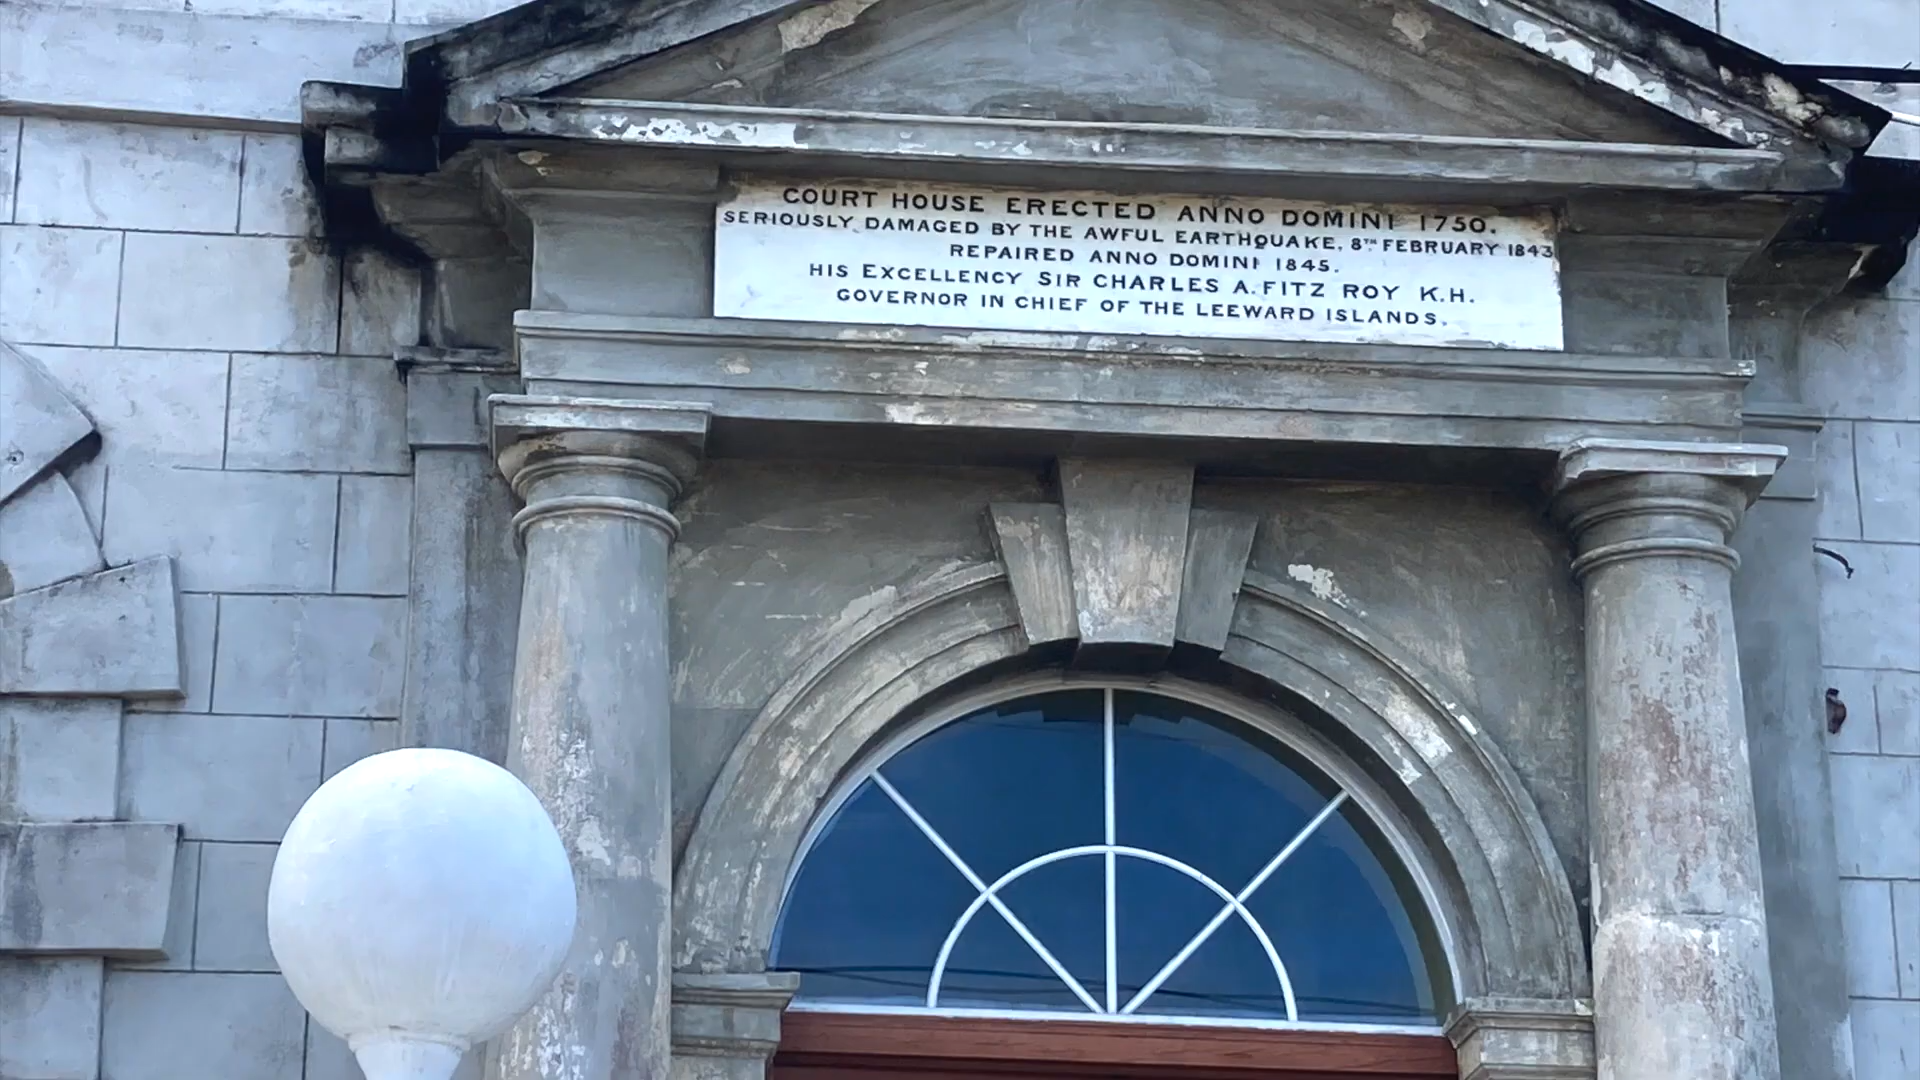 COURT HOUSE ERECTED ANNO DOMINI 1750.
SERIOUSLY DAMAGED BY THE AWFUL EARTHQUAKE, 8TH FEBRUARY 1843
REPAIRED ANNO DOMINI 1845.
HIS EXCELLENCY SIR CHARLES A. FITZ ROY K.H.
GOVERNOR IN CHIEF OF THE LEEWARD ISLANDS.